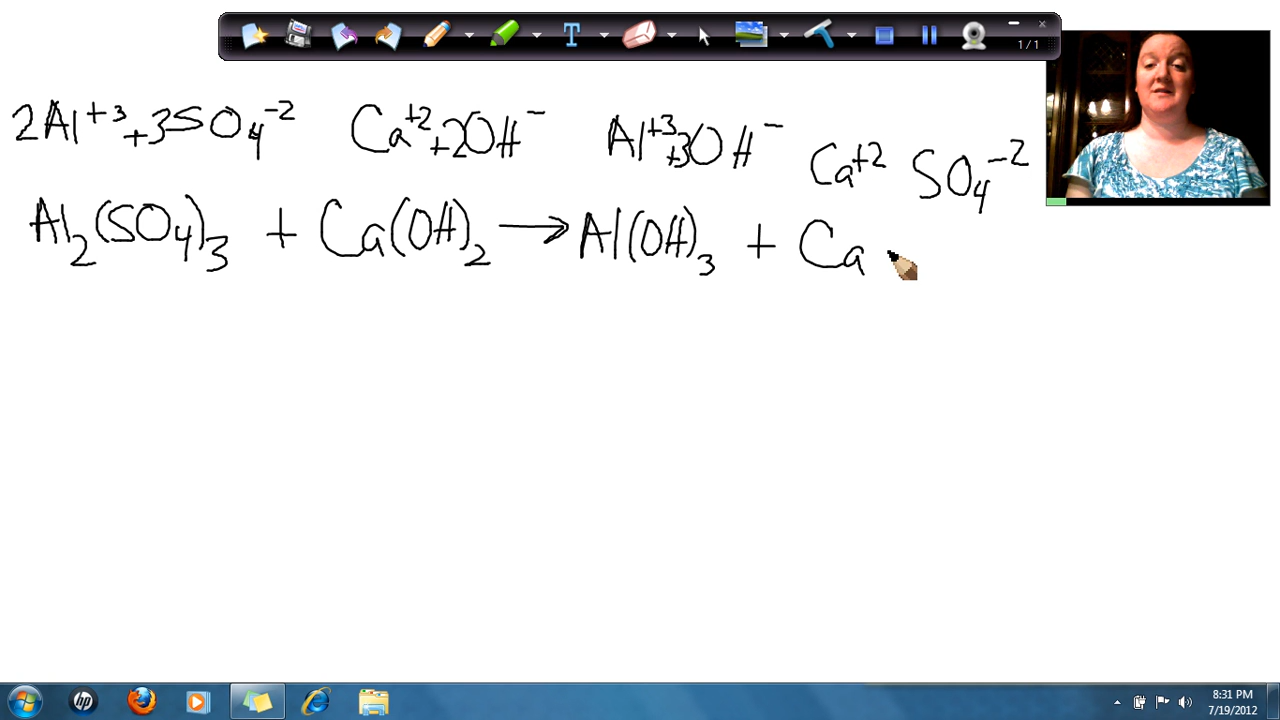 T
1/1
2Al⁺³+3SO₄⁻² Ca⁺²+2OH⁻ Al⁺³+3OH⁻ Ca⁺² SO₄⁻²
Al₂(SO₄)₃ + Ca(OH)₂ → Al(OH)₃ + Ca
hp
8:31 PM
7/19/2012